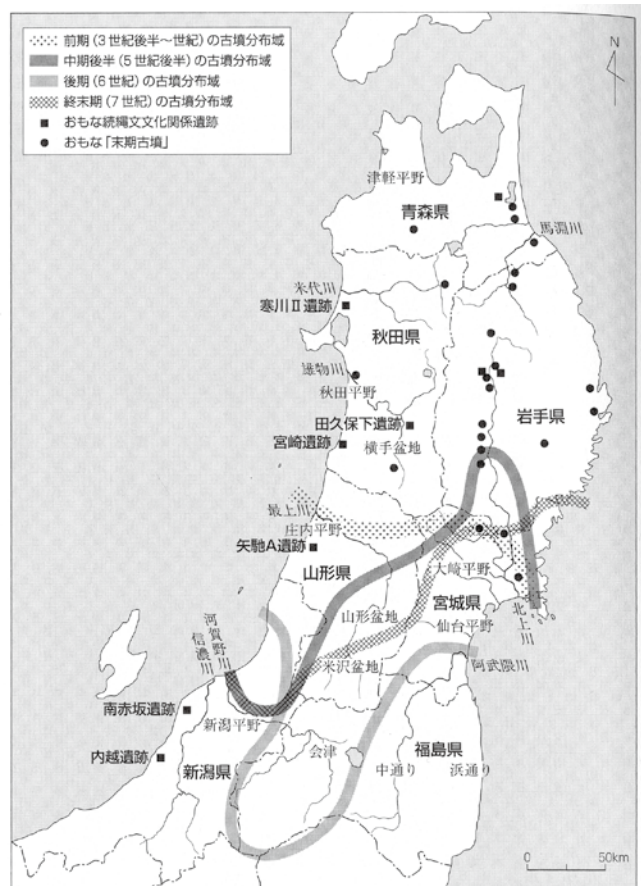 前期(3世紀後半～世紀)の古墳分布域
中期後半(5世紀後半)の古墳分布域
後期(6世紀)の古墳分布域
終末期(7世紀)の古墳分布域
おもな続縄文文化関係遺跡
おもな「末期古墳」
N
津軽平野
青森県
馬淵川
米代川
寒川Ⅱ遺跡
秋田県
雄物川
秋田平野
岩手県
田久保下遺跡
宮崎遺跡
横手盆地
最上川
庄内平野
矢馳A遺跡
山形県
大崎平野
宮城県
北上川
山形盆地
仙台平野
河賀野川
信濃川
米沢盆地
阿武隈川
南赤坂遺跡
新潟平野
会津
福島県
内越遺跡
新潟県
中通り
浜通り
0 50km